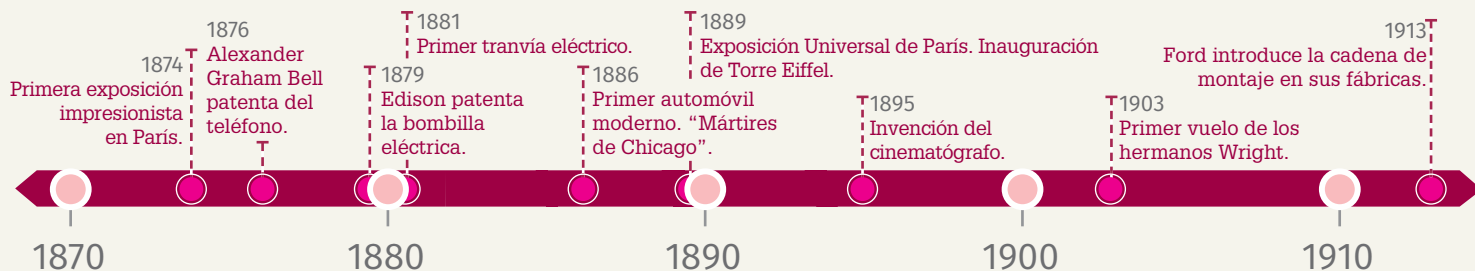 1874
Primera exposición
impresionista
en París.
1876
Alexander
Graham Bell
patenta del
teléfono.
1879
Edison patenta
la bombilla
eléctrica.
1881
Primer tranvía eléctrico.
1886
Primer automóvil
moderno. “Mártires
de Chicago”.
1889
Exposición Universal de París. Inauguración
de Torre Eiffel.
1895
Invención del
cinematógrafo.
1903
Primer vuelo de los
hermanos Wright.
1913
Ford introduce la cadena de
montaje en sus fábricas.
1870
1880
1890
1900
1910